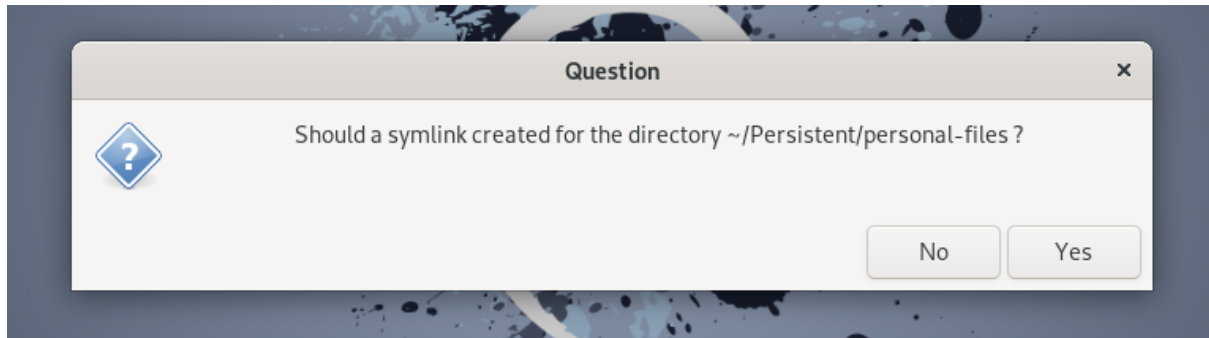 Question
Should a symlink created for the directory ~/Persistent/personal-files ?
No
Yes